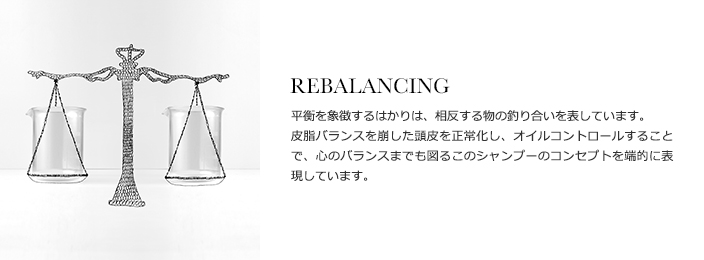 REBALANCING
平衡を象徴するはかりは、相反する物の釣り合いを表しています。
皮脂バランスを崩した頭皮を正常化し、オイルコントロールすること
で、心のバランスまでも図るこのシャンプーのコンセプトを端的に表
現しています。